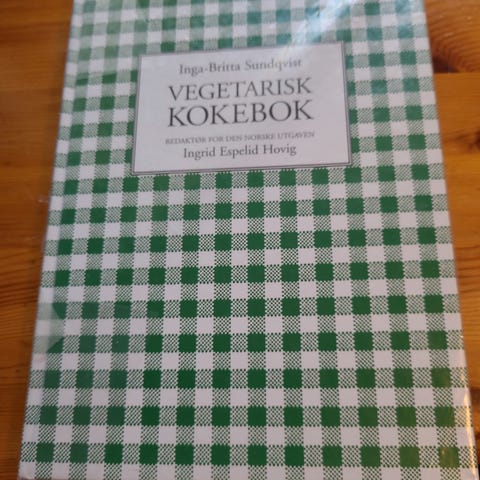 Inga-Britta Sundqvist
VEGETARISK
KOKEBOK
REDAKTØR FOR DEN NORSKE UTGAVEN
Ingrid Espelid Hovig